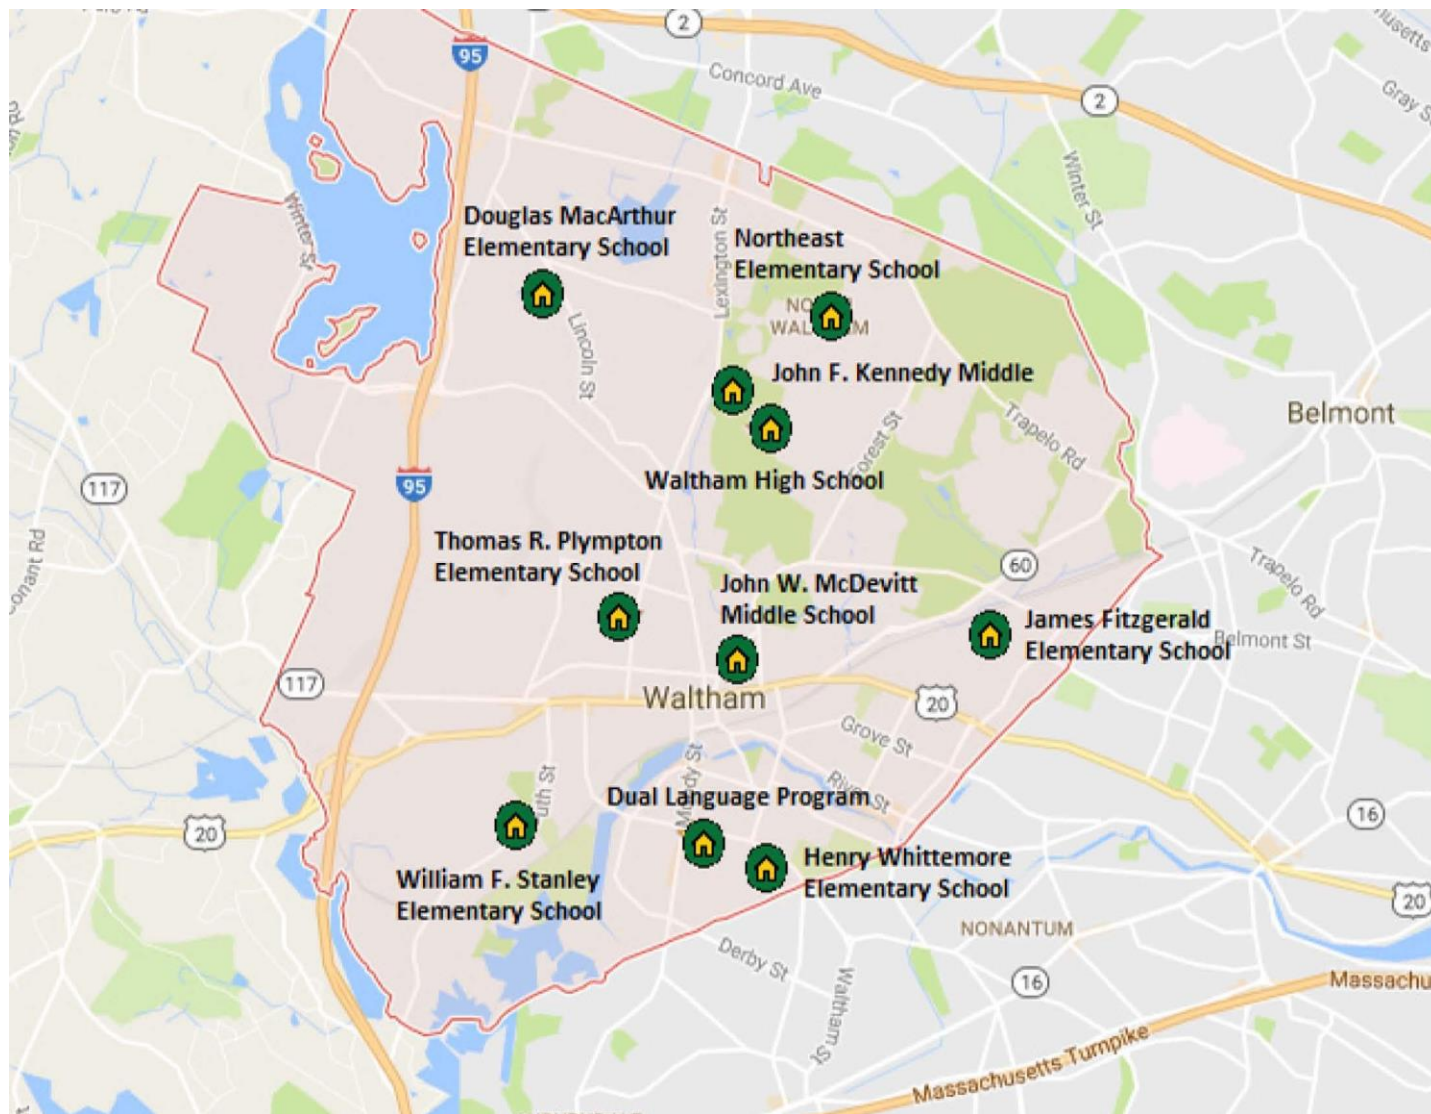 2
95
Concord Ave
2
Gray S
Winter St
Winter St
Douglas MacArthur
Elementary School
Lexington St
Northeast
Elementary School
Lincoln St
John F. Kennedy Middle
Belmont
Trapelo Rd
Forest St
Waltham High School
117
95
Thomas R. Plympton
Elementary School
60
Trapelo Rd
John W. McDevitt
Middle School
James Fitzgerald
Elementary School
Belmont St
117
Waltham
20
Grove St
River St
Dual Language Program
16
20
William F. Stanley
Elementary School
Henry Whittemore
Elementary School
20
NONANTUM
Derby St
Waltham St
16
Massachu
Massachusetts Turnpike